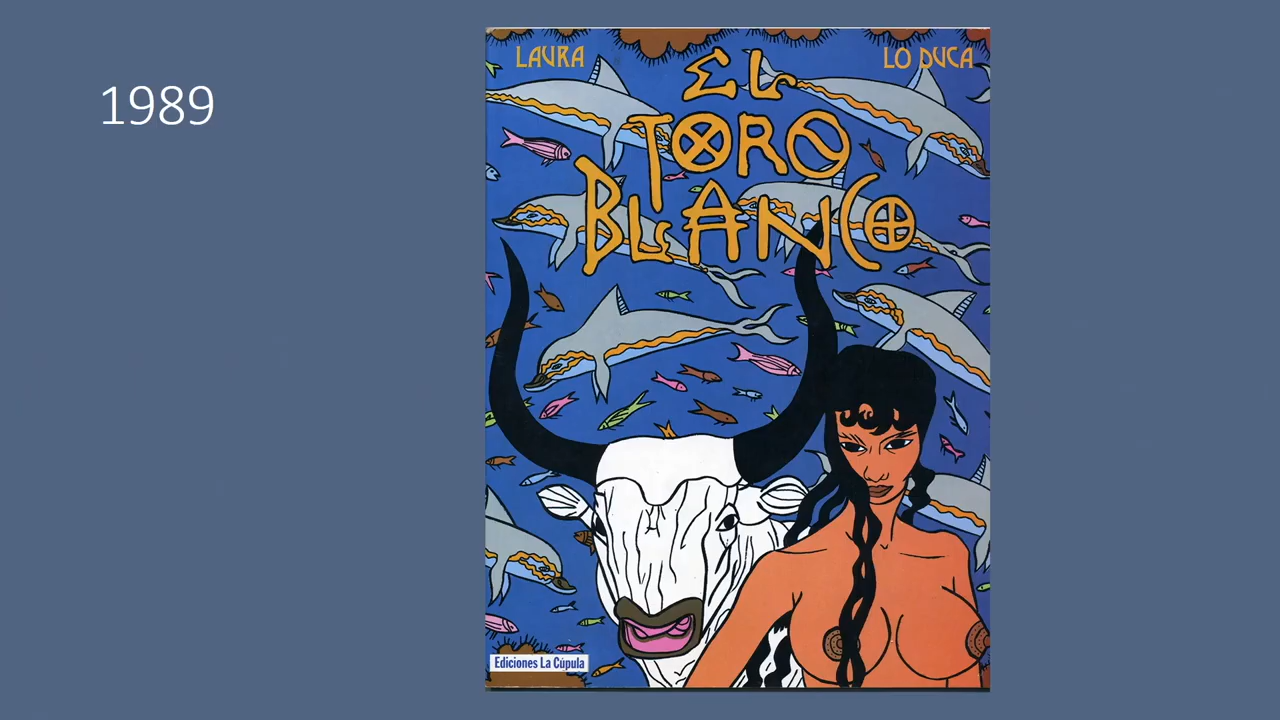 1989
LAURA
LO DUCA
EL
TORO
BLANCO
Ediciones La Cúpula